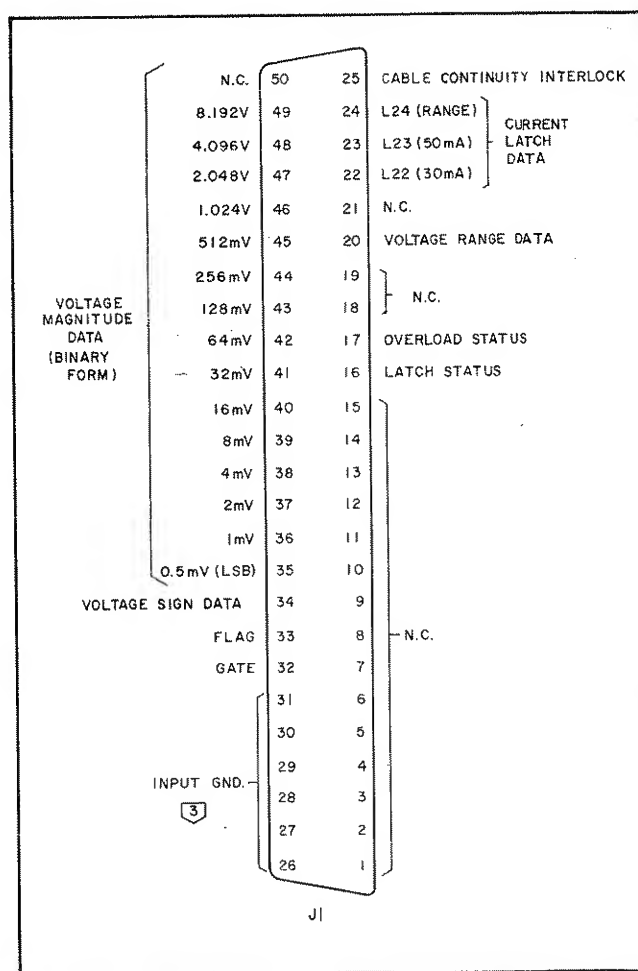 N.C. 50 25 CABLE CONTINUITY INTERLOCK
8.192V 49 24 L24 (RANGE)
4.096V 48 23 L23 (50mA)
2.048V 47 22 L22 (30mA)
CURRENT
LATCH
DATA
1.024V 46 21 N.C.
512mV 45 20 VOLTAGE RANGE DATA
256mV 44 19
128mV 43 18
N.C.
64mV 42 17 OVERLOAD STATUS
32mV 41 16 LATCH STATUS
VOLTAGE
MAGNITUDE
DATA
(BINARY
FORM)
16mV 40 15
8mV 39 14
4mV 38 13
2mV 37 12
1mV 36 11
0.5mV (LSB) 35 10
VOLTAGE SIGN DATA 34 9
FLAG 33 8 N.C.
GATE 32 7
31 6
30 5
29 4
INPUT GND.
3
28 3
27 2
26 1
J1